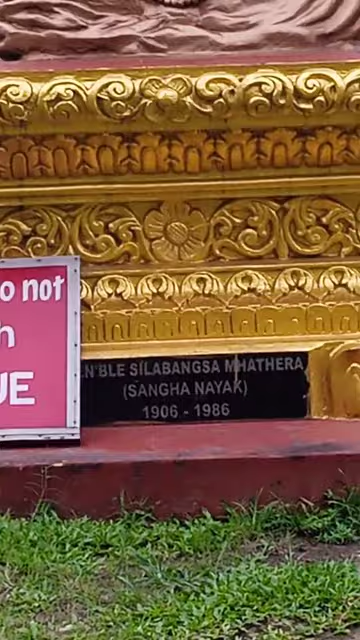 o not
h
UE
N'BLE SILABANGSA MHATHERA
(SANGHA NAYAK)
1906 - 1986